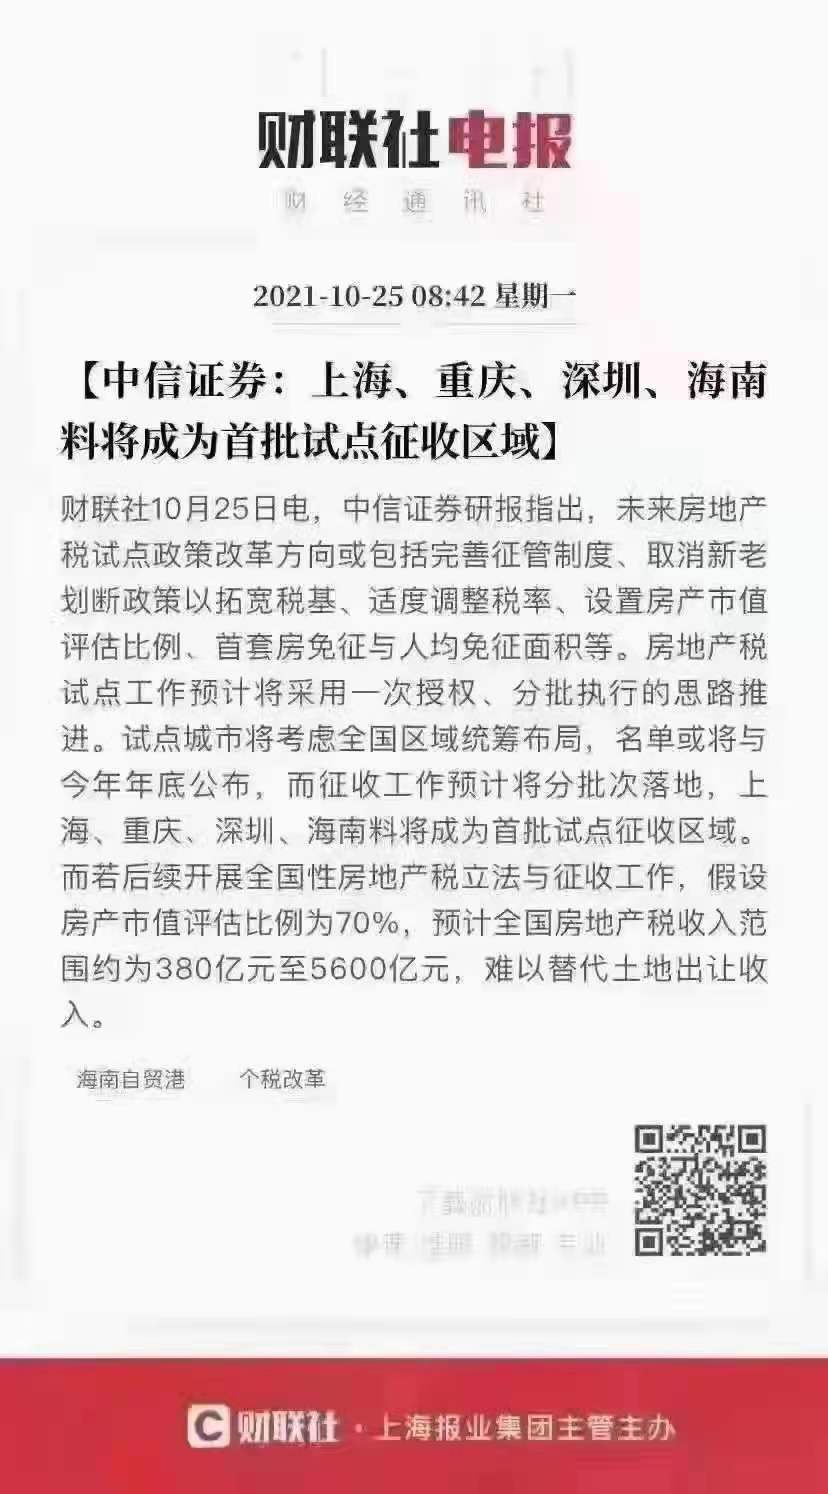 财联社电报
财经通讯社
2021-10-25 08:42 星期一
【中信证券：上海、重庆、深圳、海南
料将成为首批试点征收区域】
财联社10月25日电，中信证券研报指出，未来房地产
税试点政策改革方向或包括完善征管制度、取消新老
划断政策以拓宽税基、适度调整税率、设置房产市值
评估比例、首套房免征与人均免征面积等。房地产税
试点工作预计将采用一次授权、分批执行的思路推
进。试点城市将考虑全国区域统筹布局，名单或将与
今年年底公布，而征收工作预计将分批次落地，上
海、重庆、深圳、海南料将成为首批试点征收区域。
而若后续开展全国性房地产税立法与征收工作，假设
房产市值评估比例为70%，预计全国房地产税收入范
围约为380亿元至5600亿元，难以替代土地出让收
入。
海南自贸港 个税改革
C 财联社·上海报业集团主管主办